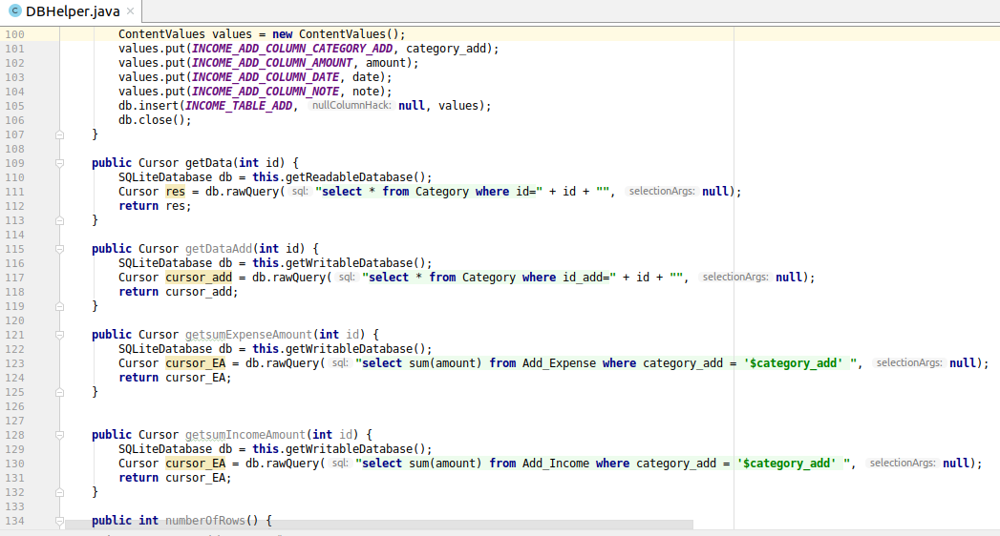 DBHelper.java
100 ContentValues values = new ContentValues();
101 values.put(INCOME_ADD_COLUMN_CATEGORY_ADD, category_add);
102 values.put(INCOME_ADD_COLUMN_AMOUNT, amount);
103 values.put(INCOME_ADD_COLUMN_DATE, date);
104 values.put(INCOME_ADD_COLUMN_NOTE, note);
105 db.insert(INCOME_TABLE_ADD, nullColumnHack: null, values);
106 db.close();
107 }
108
109 public Cursor getData(int id) {
110 SQLiteDatabase db = this.getReadableDatabase();
111 Cursor res = db.rawQuery( sql: "select * from Category where id=" + id + "", selectionArgs: null);
112 return res;
113 }
114
115 public Cursor getDataAdd(int id) {
116 SQLiteDatabase db = this.getWritableDatabase();
117 Cursor cursor_add = db.rawQuery( sql: "select * from Category where id_add=" + id + "", selectionArgs: null);
118 return cursor_add;
119 }
120
121 public Cursor getsumExpenseAmount(int id) {
122 SQLiteDatabase db = this.getWritableDatabase();
123 Cursor cursor_EA = db.rawQuery( sql: "select sum(amount) from Add_Expense where category_add = '$category_add' ", selectionArgs: null);
124 return cursor_EA;
125 }
126
127
128 public Cursor getsumIncomeAmount(int id) {
129 SQLiteDatabase db = this.getWritableDatabase();
130 Cursor cursor_EA = db.rawQuery( sql: "select sum(amount) from Add_Income where category_add = '$category_add' ", selectionArgs: null);
131 return cursor_EA;
132 }
133
134 public int numberOfRows() {